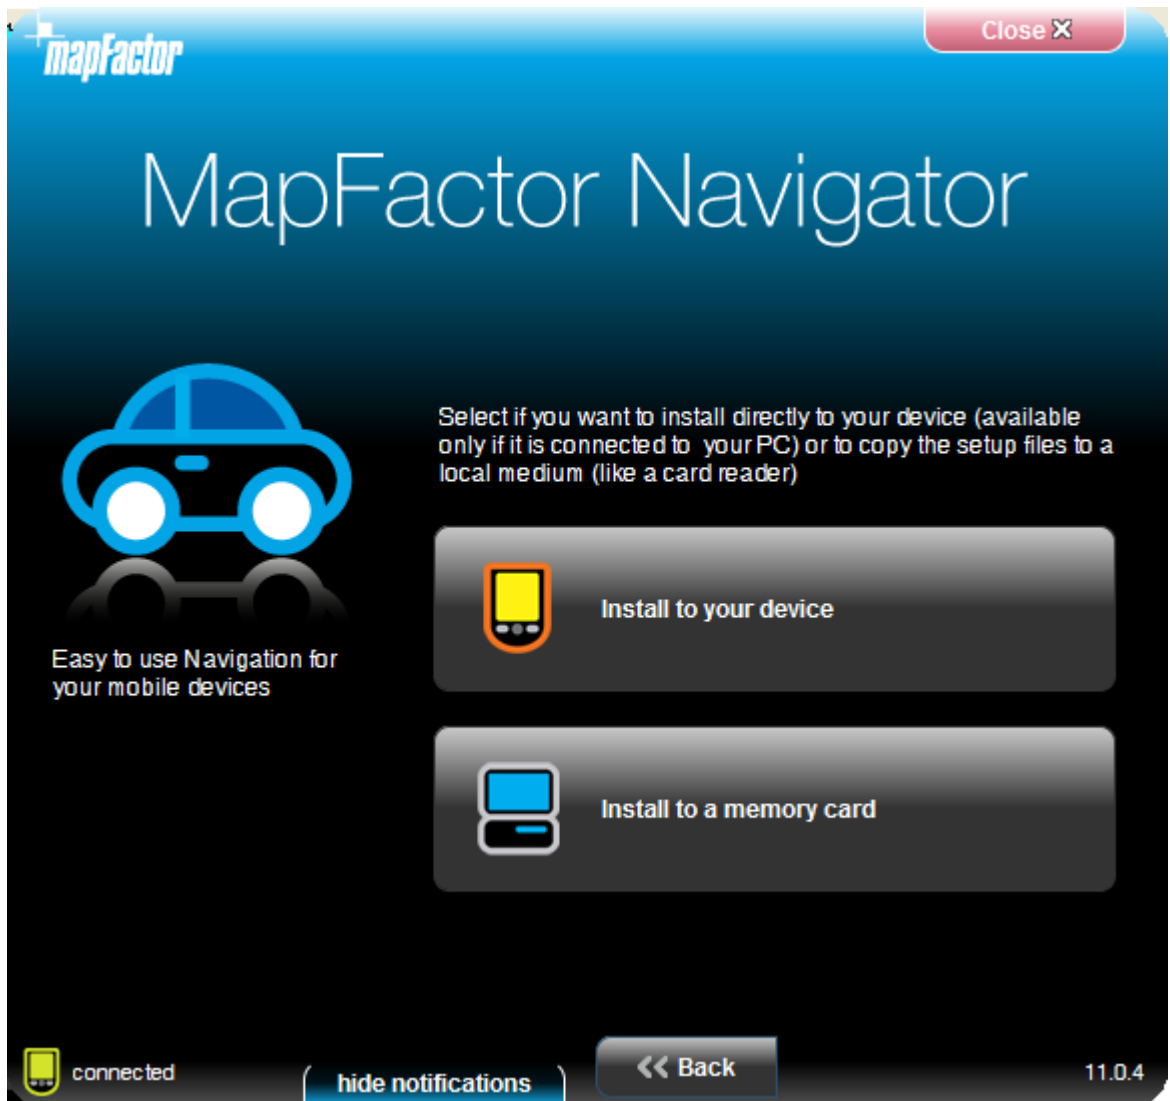 mapFactor
Close
MapFactor Navigator
Select if you want to install directly to your device (available
only if it is connected to your PC) or to copy the setup files to a
local medium (like a card reader)
Install to your device
Easy to use Navigation for
your mobile devices
Install to a memory card
connected
hide notifications
Back
11.0.4